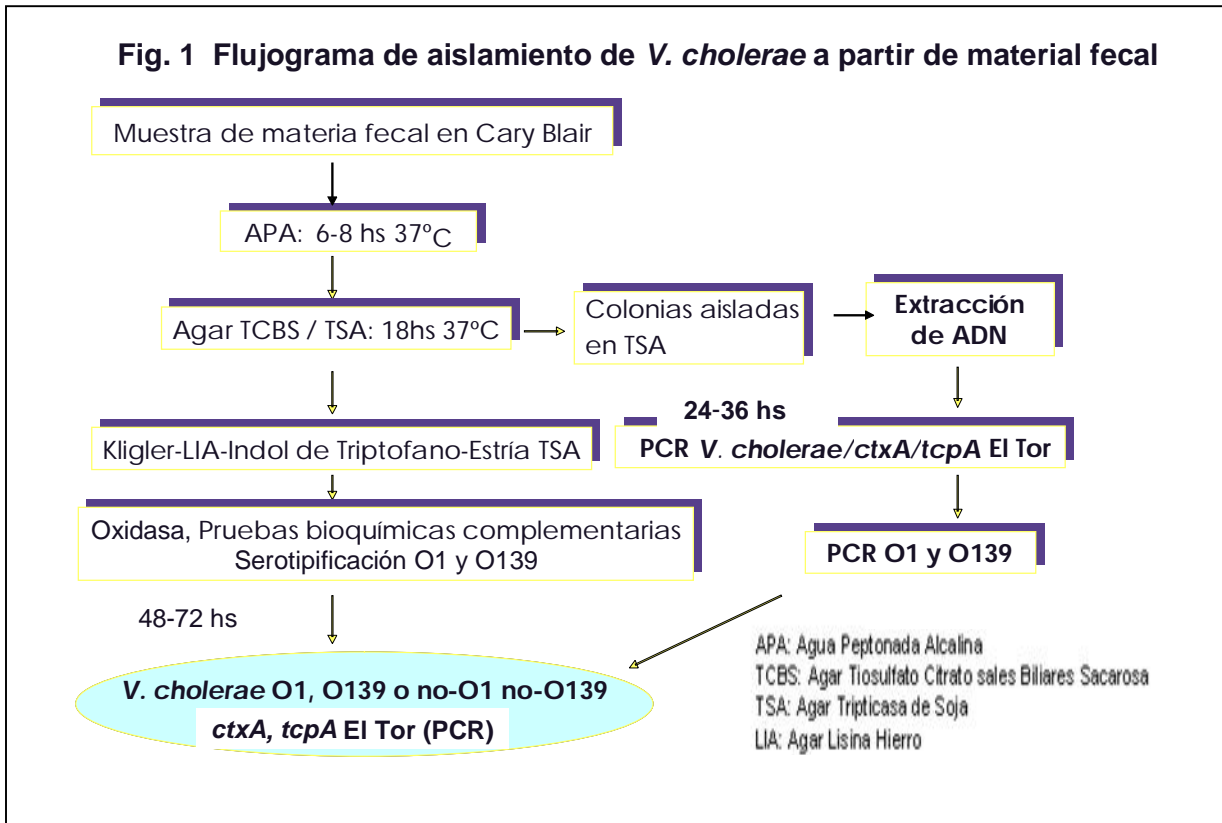 Fig. 1 Flujograma de aislamiento de V. cholerae a partir de material fecal
Muestra de materia fecal en Cary Blair
APA: 6-8 hs 37ºC
Agar TCBS / TSA: 18hs 37ºC
Colonias aisladas
en TSA
Extracción
de ADN
24-36 hs
Kligler-LIA-Indol de Triptofano-Estría TSA
PCR V. cholerae/ctxA/tcpA El Tor
Oxidasa, Pruebas bioquímicas complementarias
Serotipificación O1 y O139
PCR O1 y O139
48-72 hs
V. cholerae O1, O139 o no-O1 no-O139
ctxA, tcpA El Tor (PCR)
APA: Agua Peptonada Alcalina
TCBS: Agar Tiosulfato Citrato sales Biliares Sacarosa
TSA: Agar Tripticasa de Soja
LIA: Agar Lisina Hierro